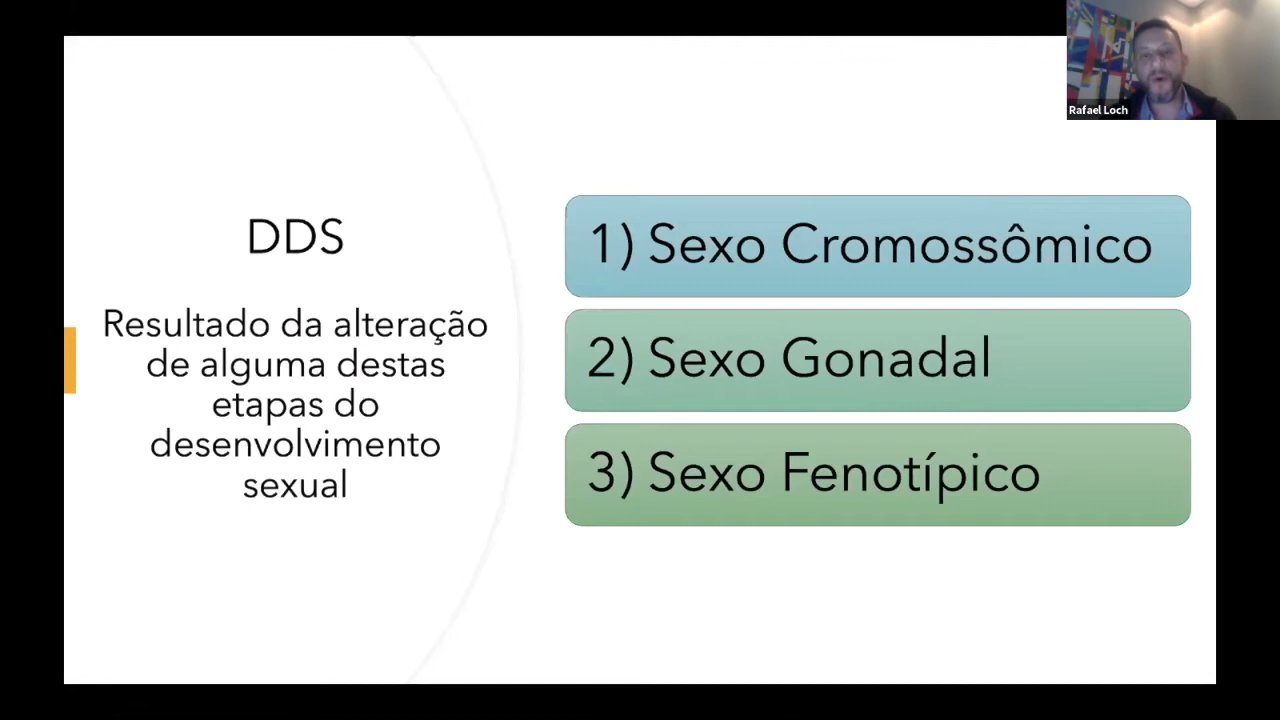 Rafael Loch
DDS
Resultado da alteração
de alguma destas
etapas do
desenvolvimento
sexual
1) Sexo Cromossômico
2) Sexo Gonadal
3) Sexo Fenotípico